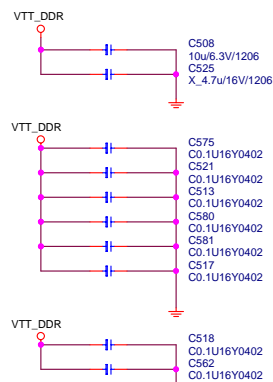 VTT_DDR
C508
10u/6.3V/1206
C525
X_4.7u/16V/1206
VTT_DDR
C575
C0.1U16Y0402
C521
C0.1U16Y0402
C513
C0.1U16Y0402
C580
C0.1U16Y0402
C581
C0.1U16Y0402
C517
C0.1U16Y0402
VTT_DDR
C518
C0.1U16Y0402
C562
C0.1U16Y0402